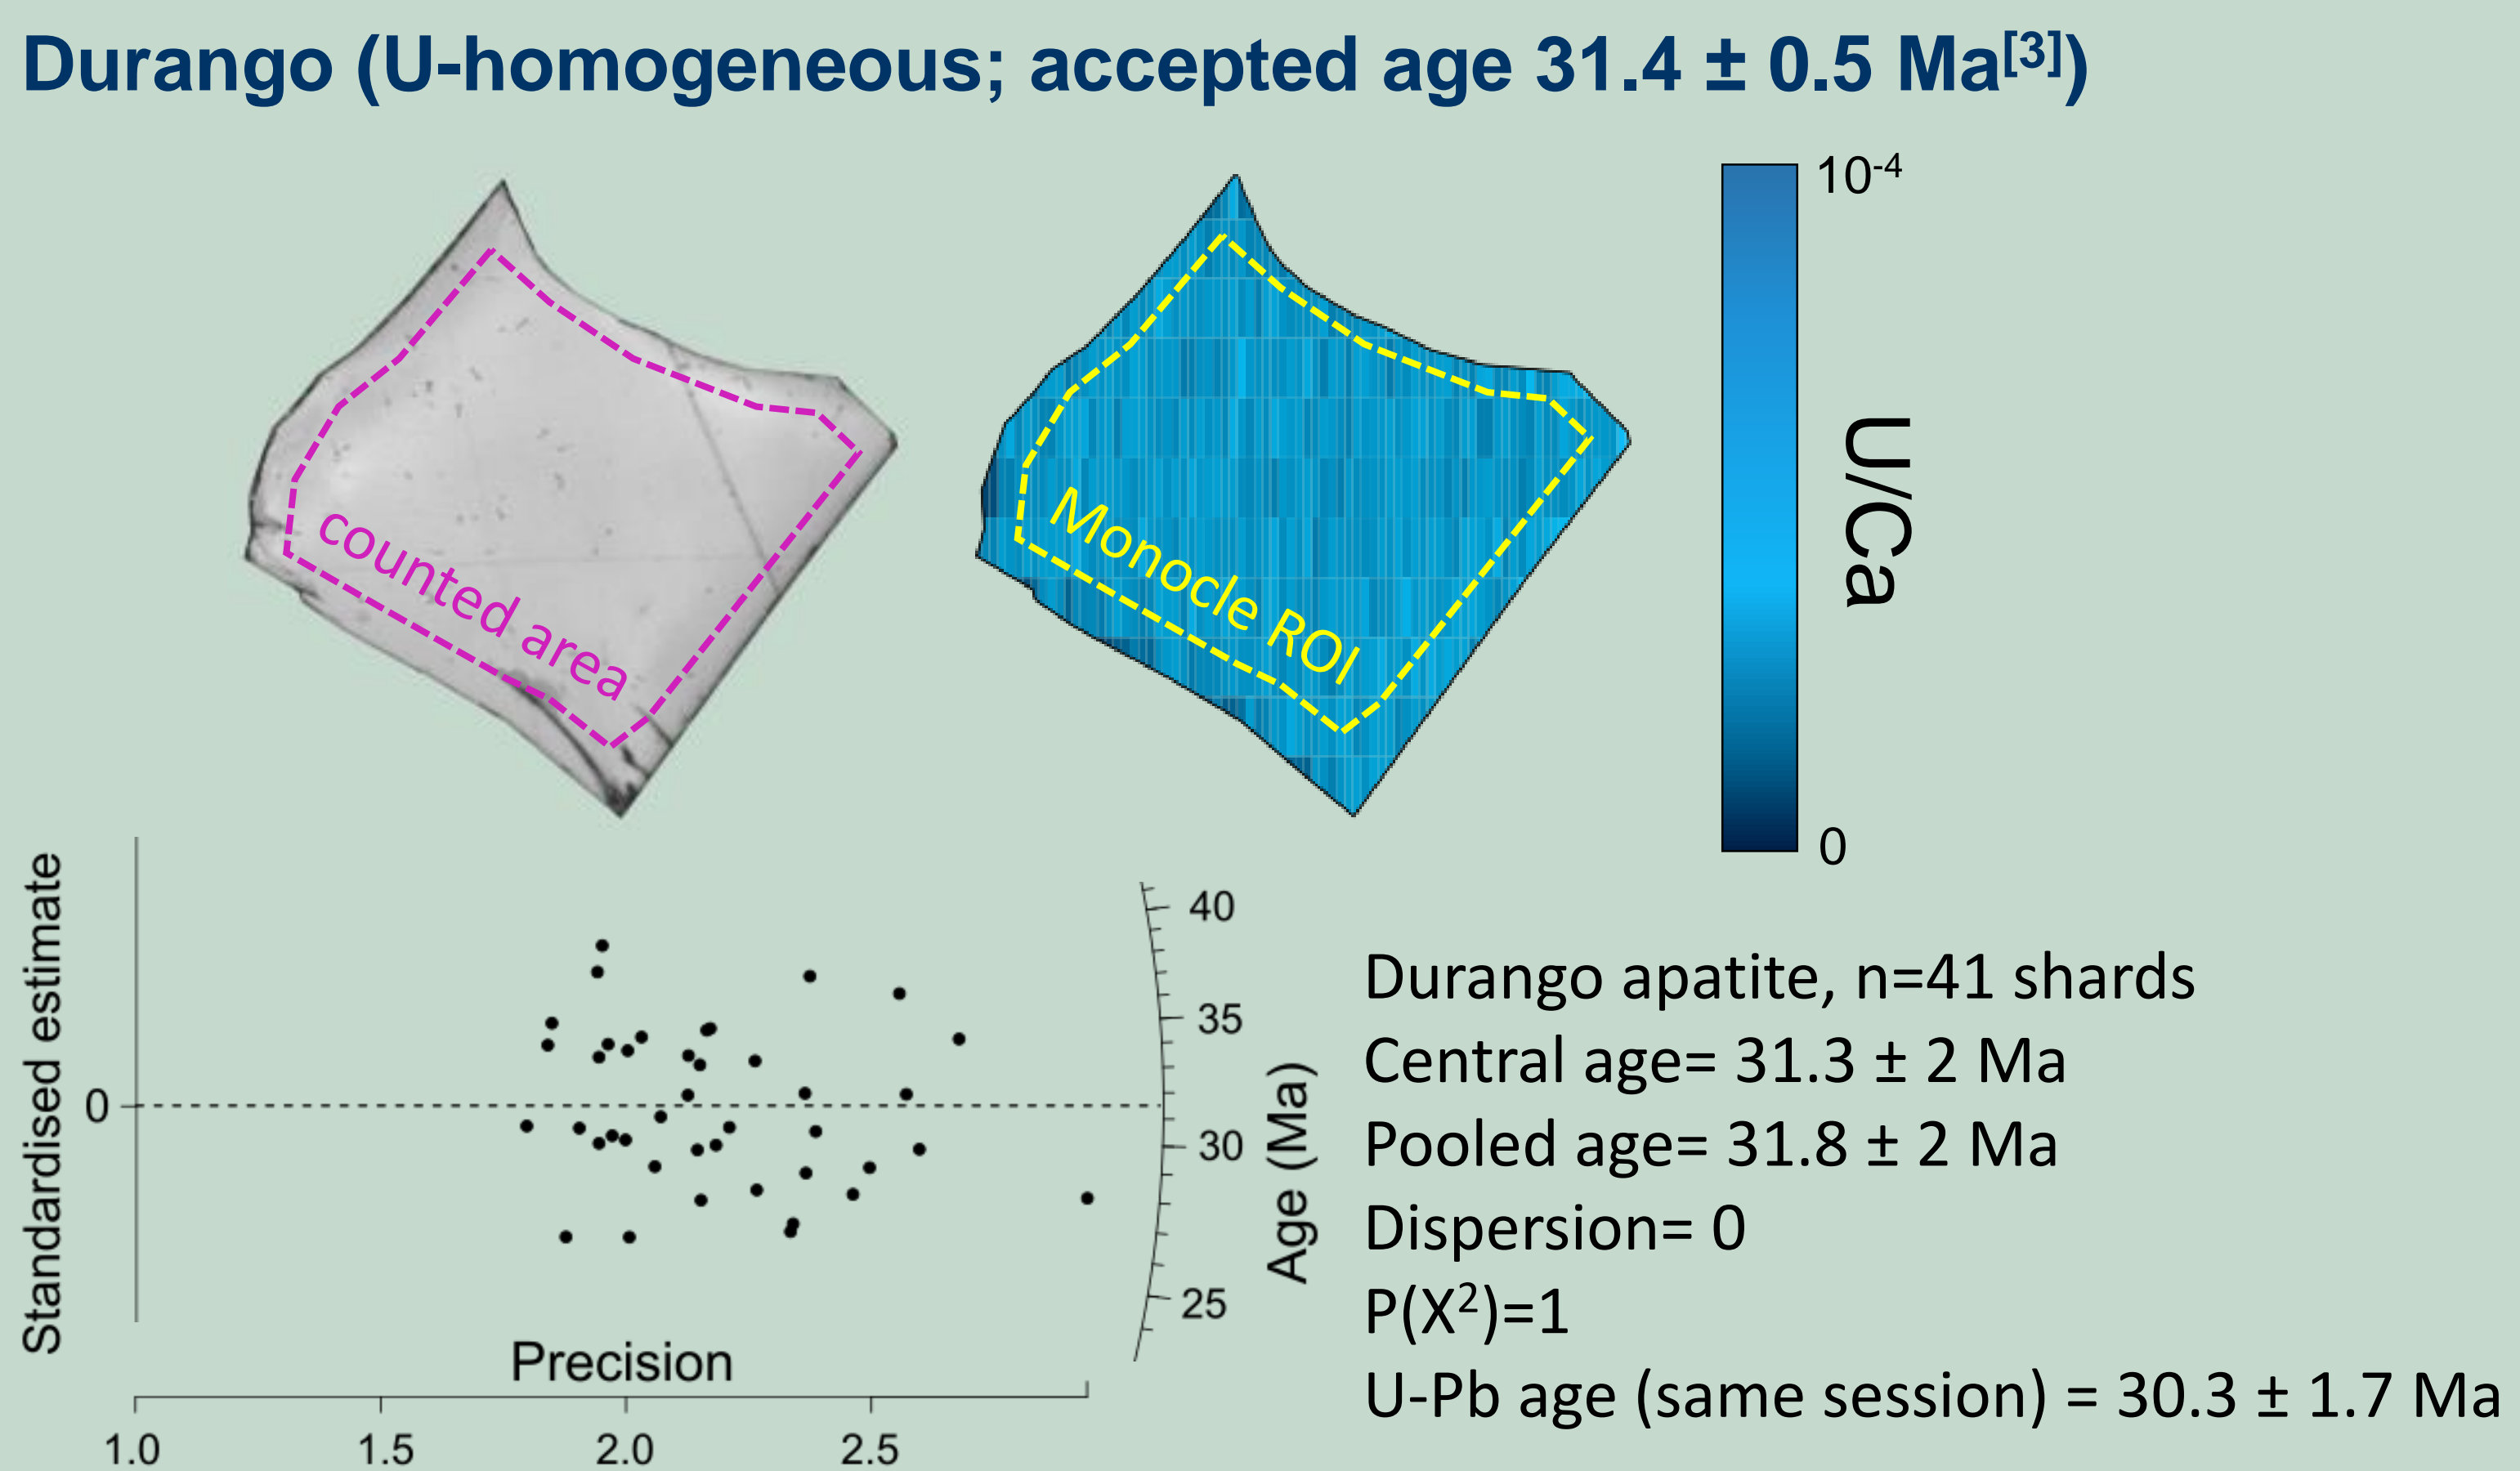 Durango (U-homogeneous; accepted age 31.4 ± 0.5 Ma[3])
counted area
Monocle ROI
10-4
U/Ca
0
Standardised estimate
0
40
35
30
25
Age (Ma)
Precision
1.0 1.5 2.0 2.5
Durango apatite, n=41 shards
Central age= 31.3 ± 2 Ma
Pooled age= 31.8 ± 2 Ma
Dispersion= 0
P(X2)=1
U-Pb age (same session) = 30.3 ± 1.7 Ma